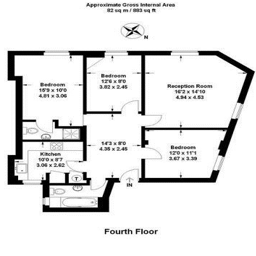 Approximate Gross Internal Area
82 sq m / 883 sq ft
N
Bedroom
15'9 x 10'0
4.81 x 3.06
Bedroom
12'6 x 8'0
3.82 x 2.45
Reception Room
16'2 x 14'10
4.94 x 4.53
Kitchen
10'0 x 8'7
3.06 x 2.62
14'3 x 8'0
4.35 x 2.45
Bedroom
12'0 x 11'1
3.67 x 3.39
T
IN
Fourth Floor